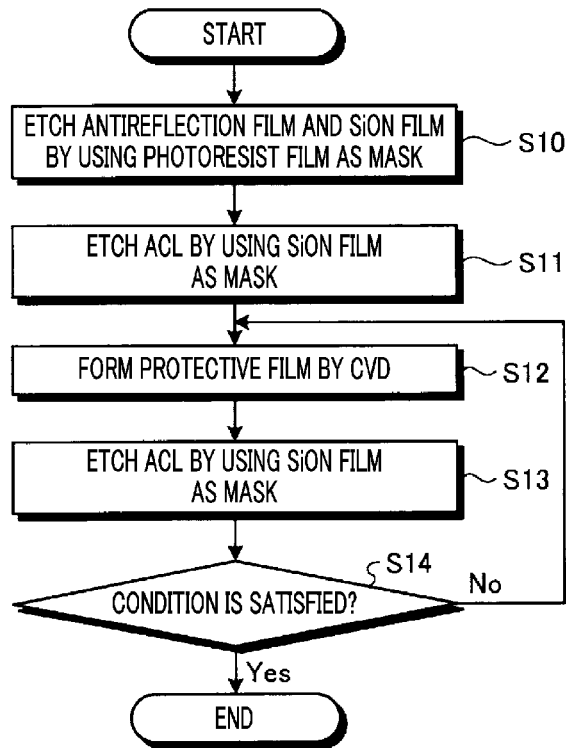 START
ETCH ANTIREFLECTION FILM AND SiON FILM
BY USING PHOTORESIST FILM AS MASK
S10
ETCH ACL BY USING SiON FILM
AS MASK
S11
FORM PROTECTIVE FILM BY CVD
S12
ETCH ACL BY USING SiON FILM
AS MASK
S13
S14
CONDITION IS SATISFIED?
No
Yes
END